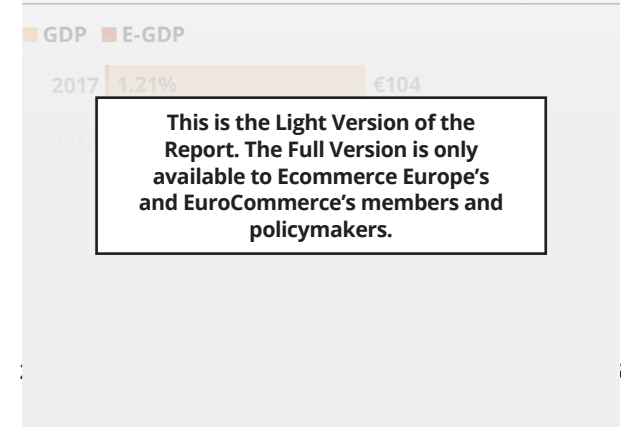 GDP E-GDP
2017 1.21% €104
This is the Light Version of the
Report. The Full Version is only
available to Ecommerce Europe’s
and EuroCommerce’s members and
policymakers.